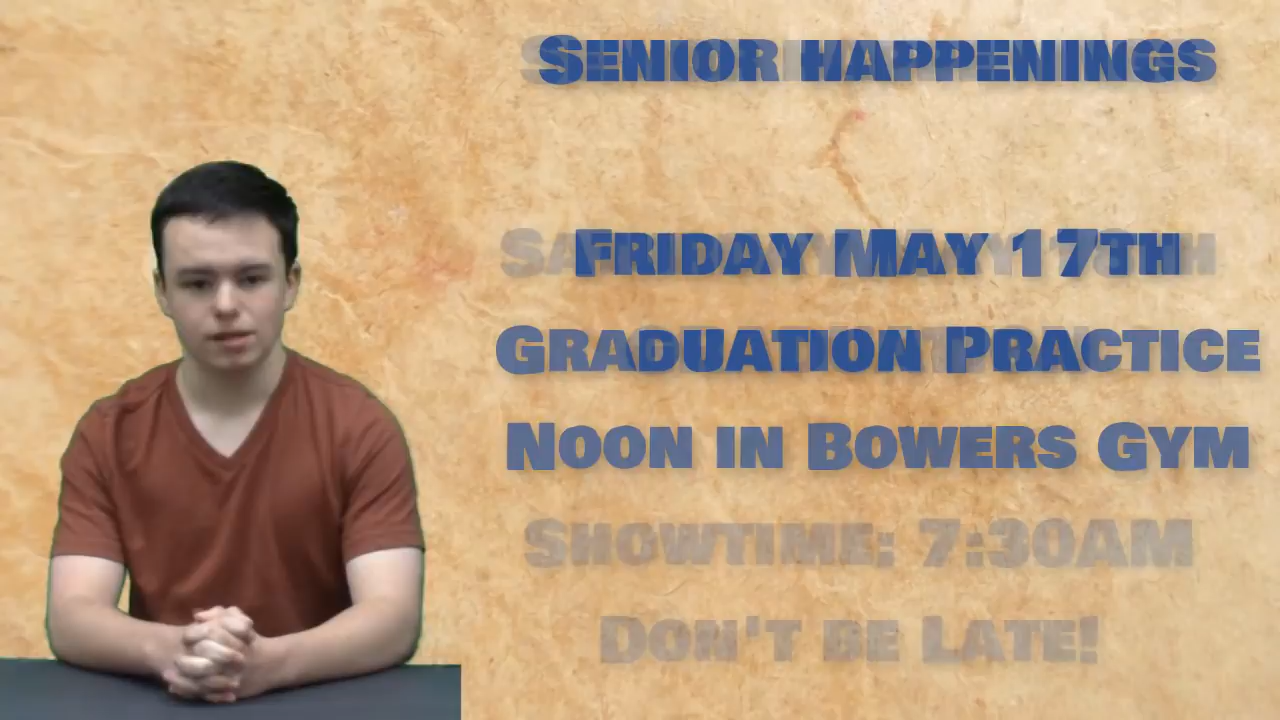 Senior happenings
Friday May 17th
Graduation Practice
Noon in Bowers Gym
Showtime: 7:30AM
Don't be Late!